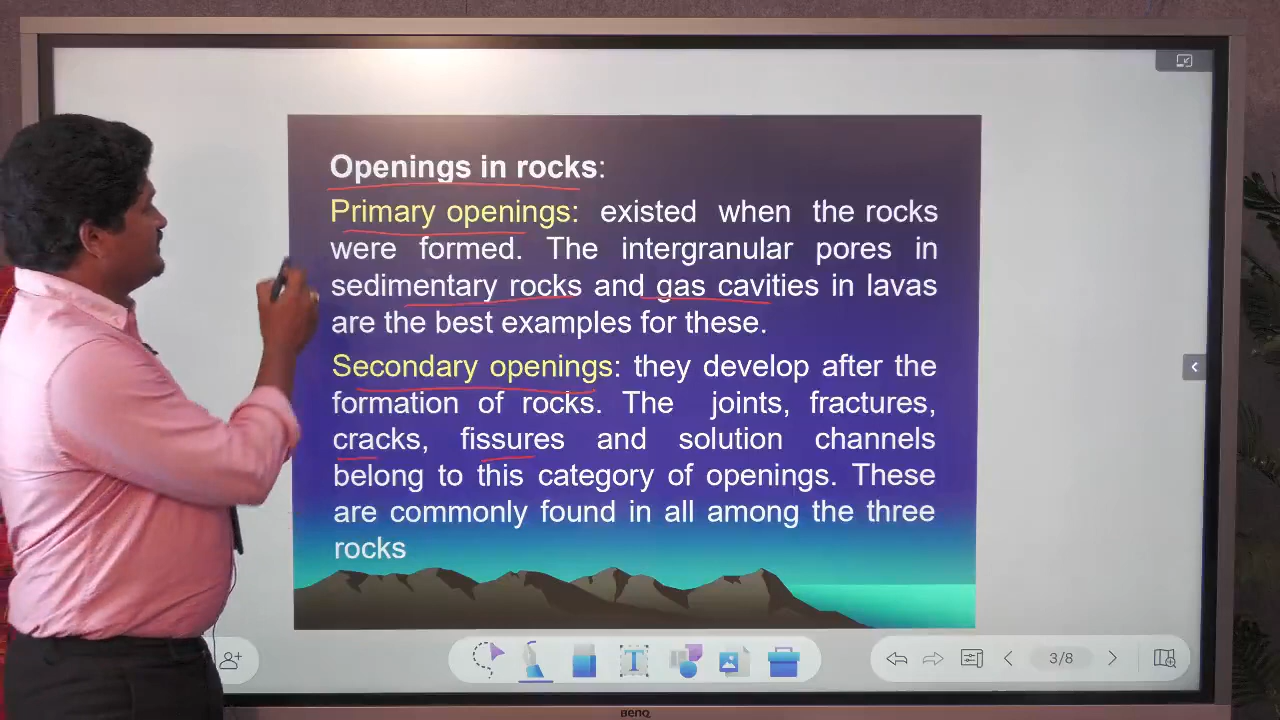 Openings in rocks:
Primary openings: existed when the rocks
were formed. The intergranular pores in
sedimentary rocks and gas cavities in lavas
are the best examples for these.
Secondary openings: they develop after the
formation of rocks. The joints, fractures,
cracks, fissures and solution channels
belong to this category of openings. These
are commonly found in all among the three
rocks
T
3/8
BENQ